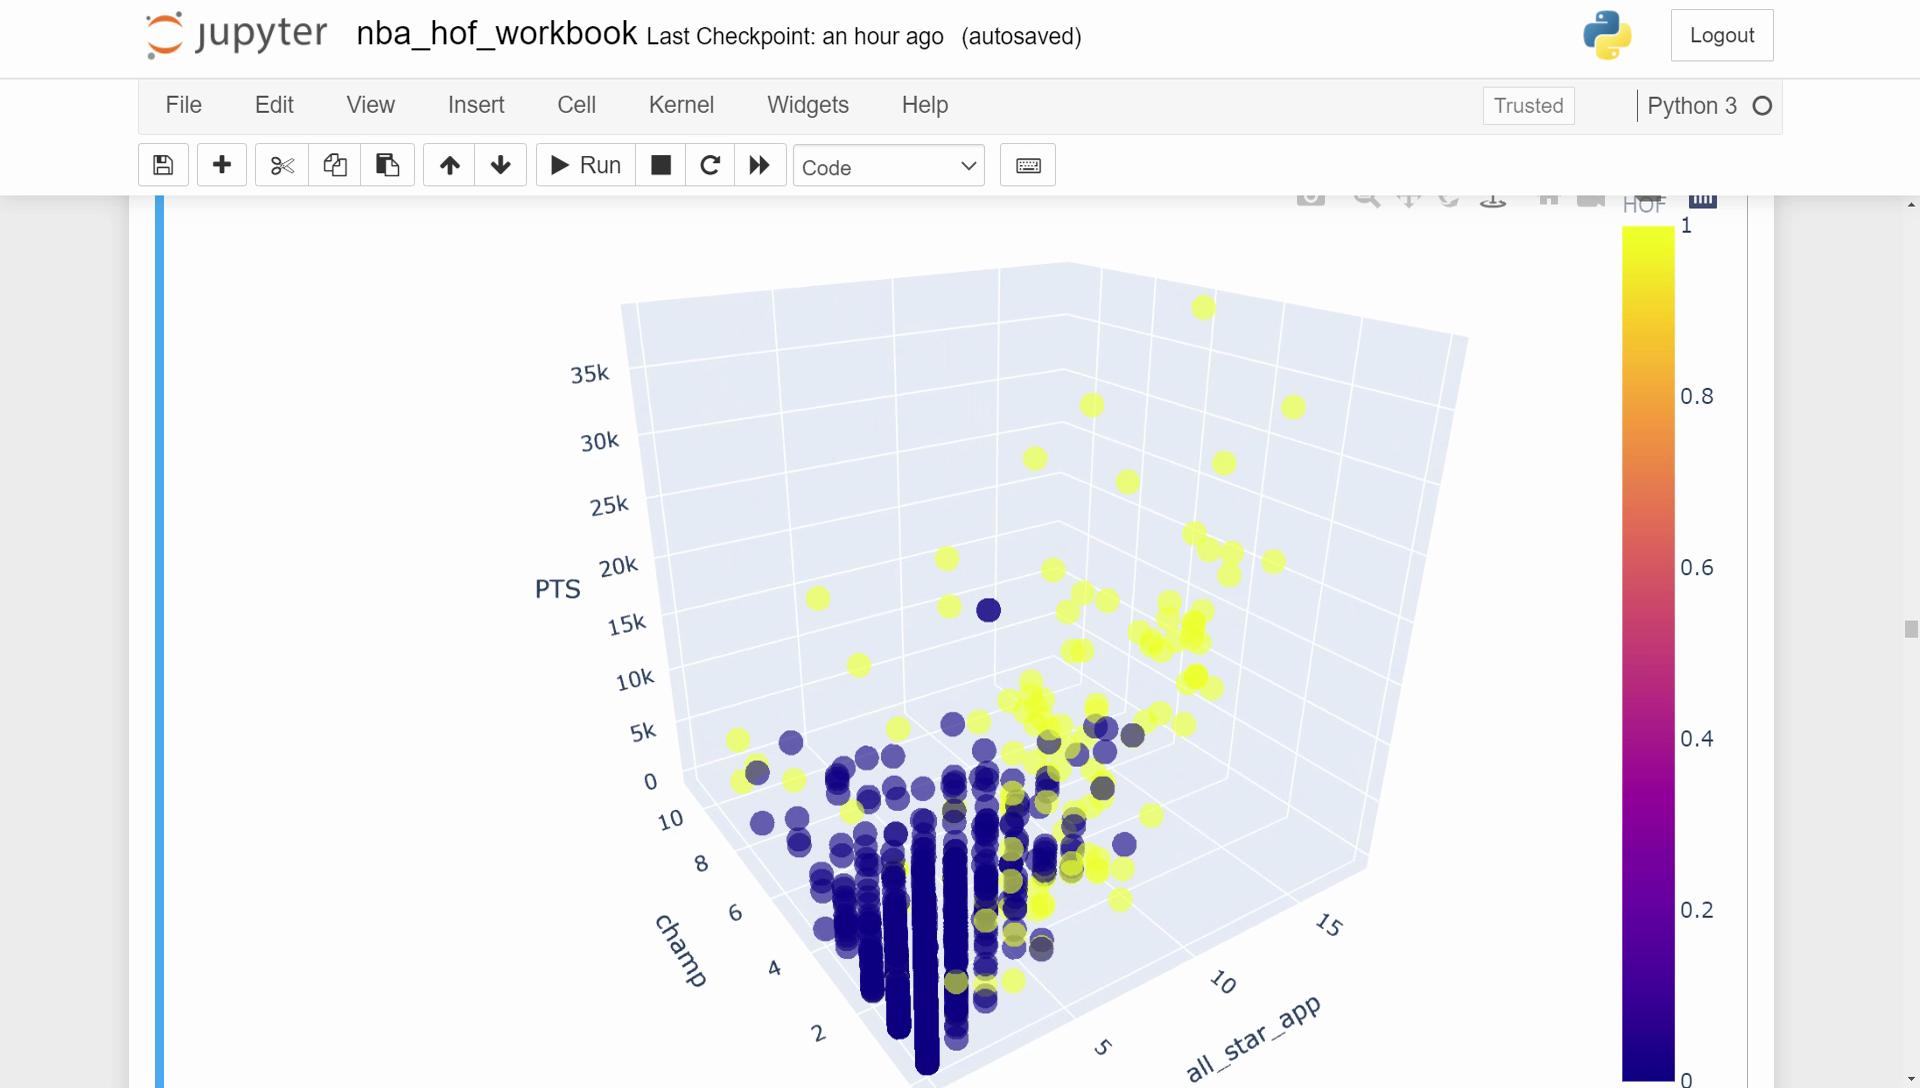 jupyter nba_hof_workbook Last Checkpoint: an hour ago (autosaved) Logout
File Edit View Insert Cell Kernel Widgets Help Trusted Python 3
Run Code
HOF
1
0.8
0.6
0.4
0.2
0
PTS
35k
30k
25k
20k
15k
10k
5k
0
champ
10
8
6
4
2
all_star_app
5
10
15